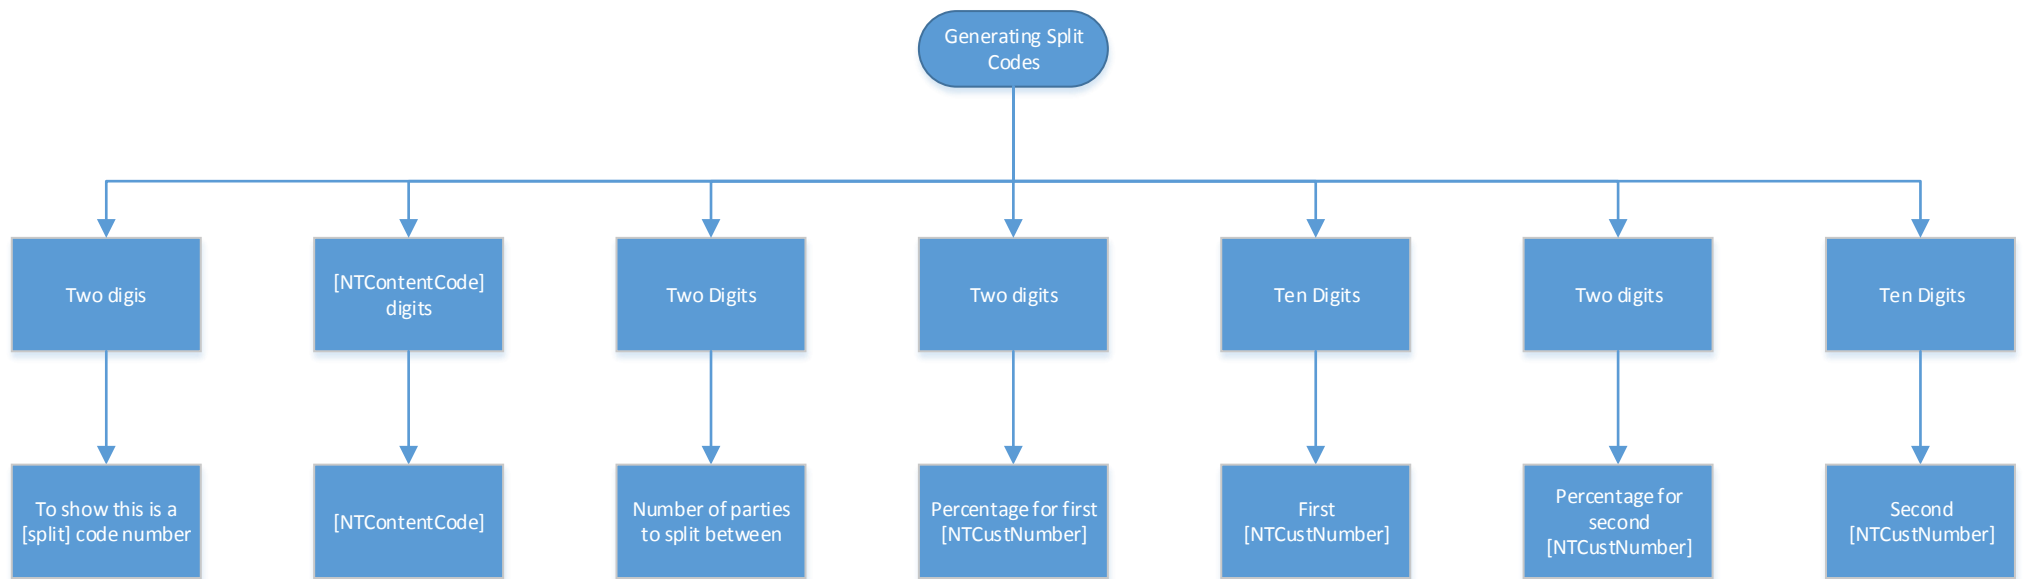 Generating Split
Codes
Two digis
[NTContentCode]
digits
Two Digits
Two digits
Ten Digits
Two digits
Ten Digits
To show this is a
[split] code number
[NTContentCode]
Number of parties
to split between
Percentage for first
[NTCustNumber]
First
[NTCustNumber]
Percentage for
second
[NTCustNumber]
Second
[NTCustNumber]